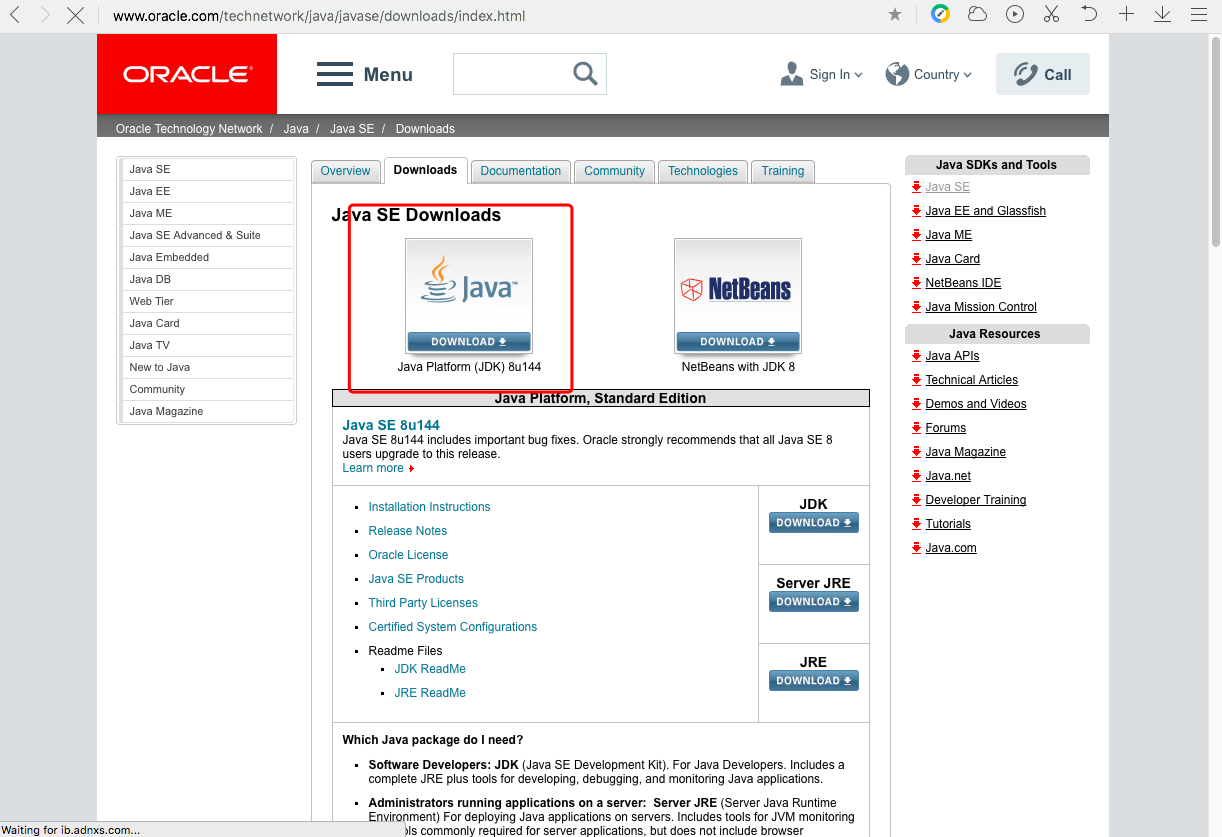 www.oracle.com/technetwork/java/javase/downloads/index.html
ORACLE
Menu
Sign In
Country
Call
Oracle Technology Network / Java / Java SE / Downloads
Java SE
Java EE
Java ME
Java SE Advanced & Suite
Java Embedded
Java DB
Web Tier
Java Card
Java TV
New to Java
Community
Java Magazine
Overview
Downloads
Documentation
Community
Technologies
Training
Java SE Downloads
Java™
DOWNLOAD
Java Platform (JDK) 8u144
NetBeans
DOWNLOAD
NetBeans with JDK 8
Java Platform, Standard Edition
Java SE 8u144
Java SE 8u144 includes important bug fixes. Oracle strongly recommends that all Java SE 8
users upgrade to this release.
Learn more
Installation Instructions
Release Notes
Oracle License
Java SE Products
Third Party Licenses
Certified System Configurations
Readme Files
JDK ReadMe
JRE ReadMe
JDK
DOWNLOAD
Server JRE
DOWNLOAD
JRE
DOWNLOAD
Which Java package do I need?
Software Developers: JDK (Java SE Development Kit). For Java Developers. Includes a
complete JRE plus tools for developing, debugging, and monitoring Java applications.
Administrators running applications on a server: Server JRE (Server Java Runtime
Environment) For deploying Java applications on servers. Includes tools for JVM monitoring
ols commonly required for server applications, but does not include browser
Java SDKs and Tools
Java SE
Java EE and Glassfish
Java ME
Java Card
NetBeans IDE
Java Mission Control
Java Resources
Java APIs
Technical Articles
Demos and Videos
Forums
Java Magazine
Java.net
Developer Training
Tutorials
Java.com
Waiting for ib.adnxs.com...